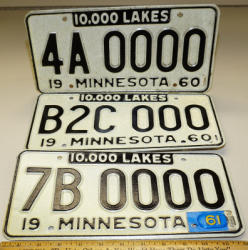 10,000 LAKES
4A 0000
19 MINNESOTA 60
10,000 LAKES
B2C 000
19 MINNESOTA 60
10,000 LAKES
7B 0000
19 MINNESOTA 61